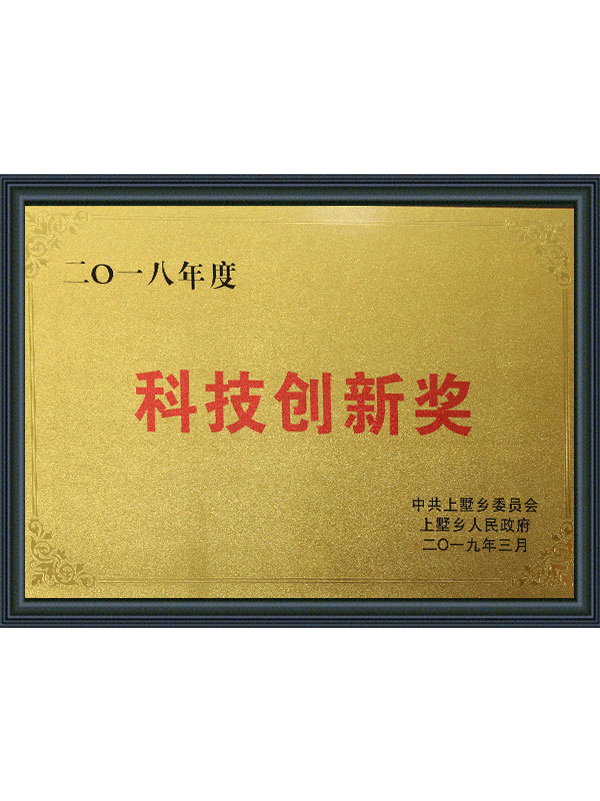 二〇一八年度
科技创新奖
中共上墅乡委员会
上墅乡人民政府
二〇一九年三月